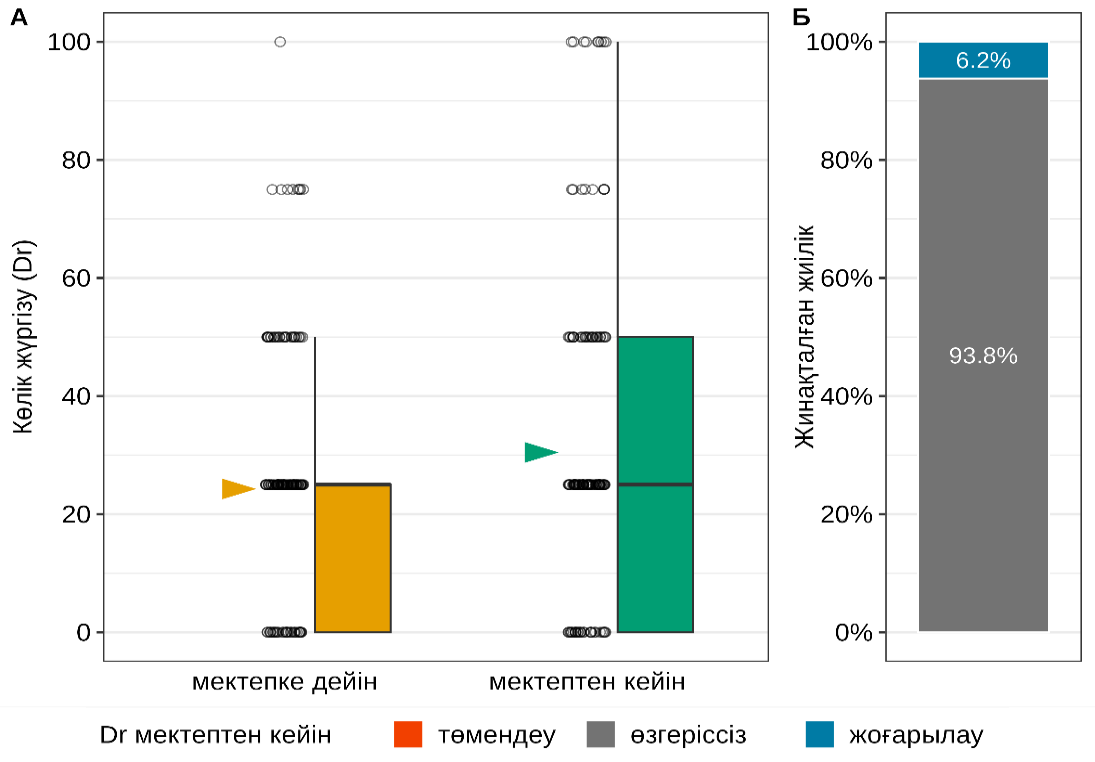 А
Көлік жүргізу (Dr)
100
80
60
40
20
0
мектепке дейін
мектептен кейін
Б
Жинақталған жиілік
100%
80%
60%
40%
20%
0%
6.2%
93.8%
Dr мектептен кейін
төмендеу
өзгеріссіз
жоғарылау